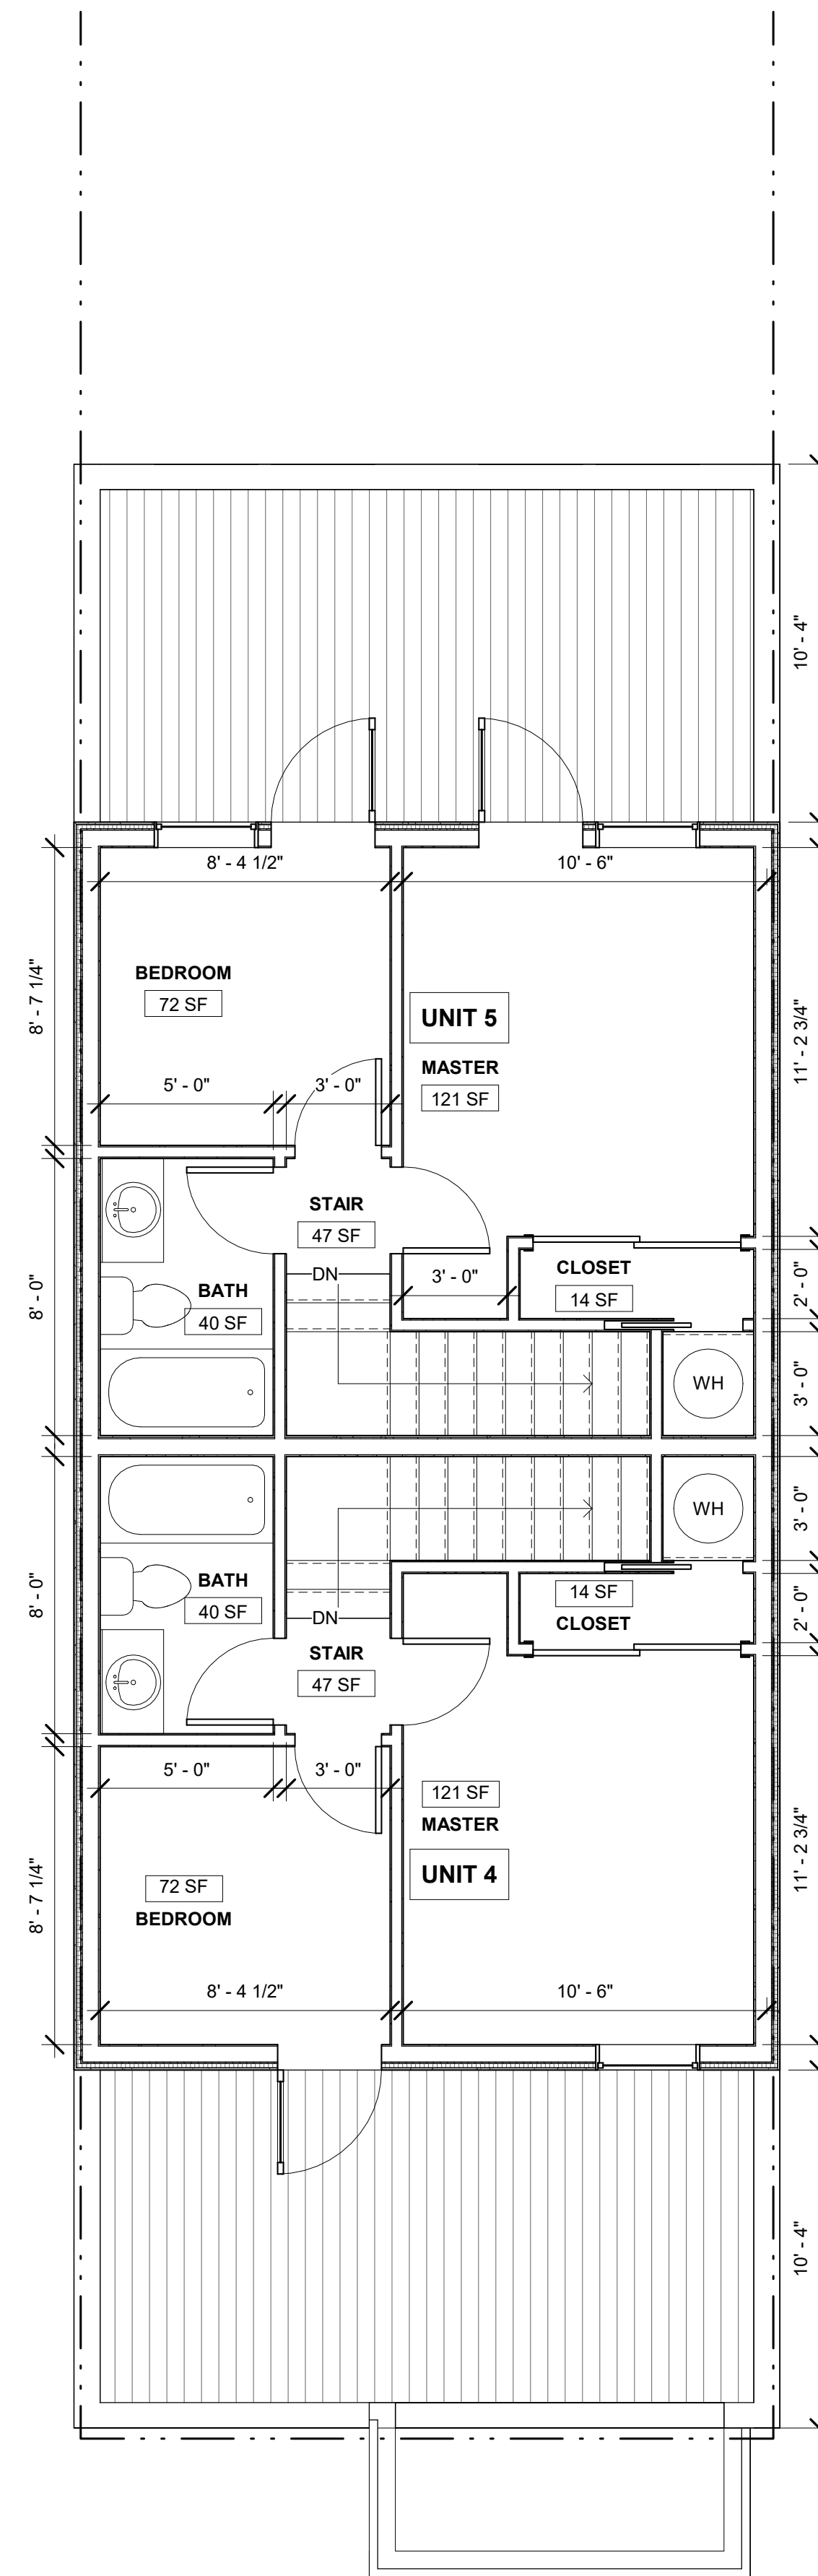 10' - 4"
8' - 4 1/2"
10' - 6"
8' - 7 1/4"
BEDROOM
72 SF
UNIT 5
11' - 2 3/4"
MASTER
121 SF
5' - 0"
3' - 0"
STAIR
47 SF
DN
3' - 0"
CLOSET
14 SF
2' - 0"
8' - 0"
BATH
40 SF
WH
3' - 0"
WH
3' - 0"
8' - 0"
BATH
40 SF
14 SF
CLOSET
2' - 0"
DN
STAIR
47 SF
5' - 0"
3' - 0"
121 SF
MASTER
UNIT 4
11' - 2 3/4"
8' - 7 1/4"
72 SF
BEDROOM
8' - 4 1/2"
10' - 6"
10' - 4"